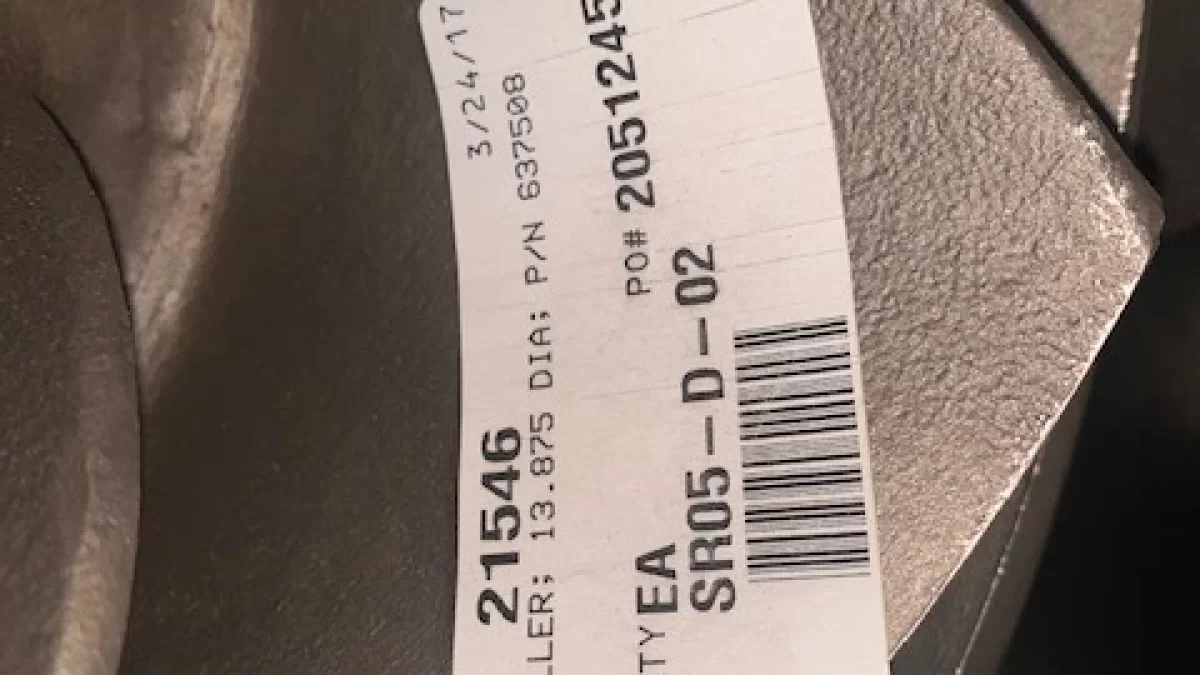 21546 3/24/17
LLER; 13.875 DIA; P/N 637508
PO# 2051245
TY EA
SR05-D-02